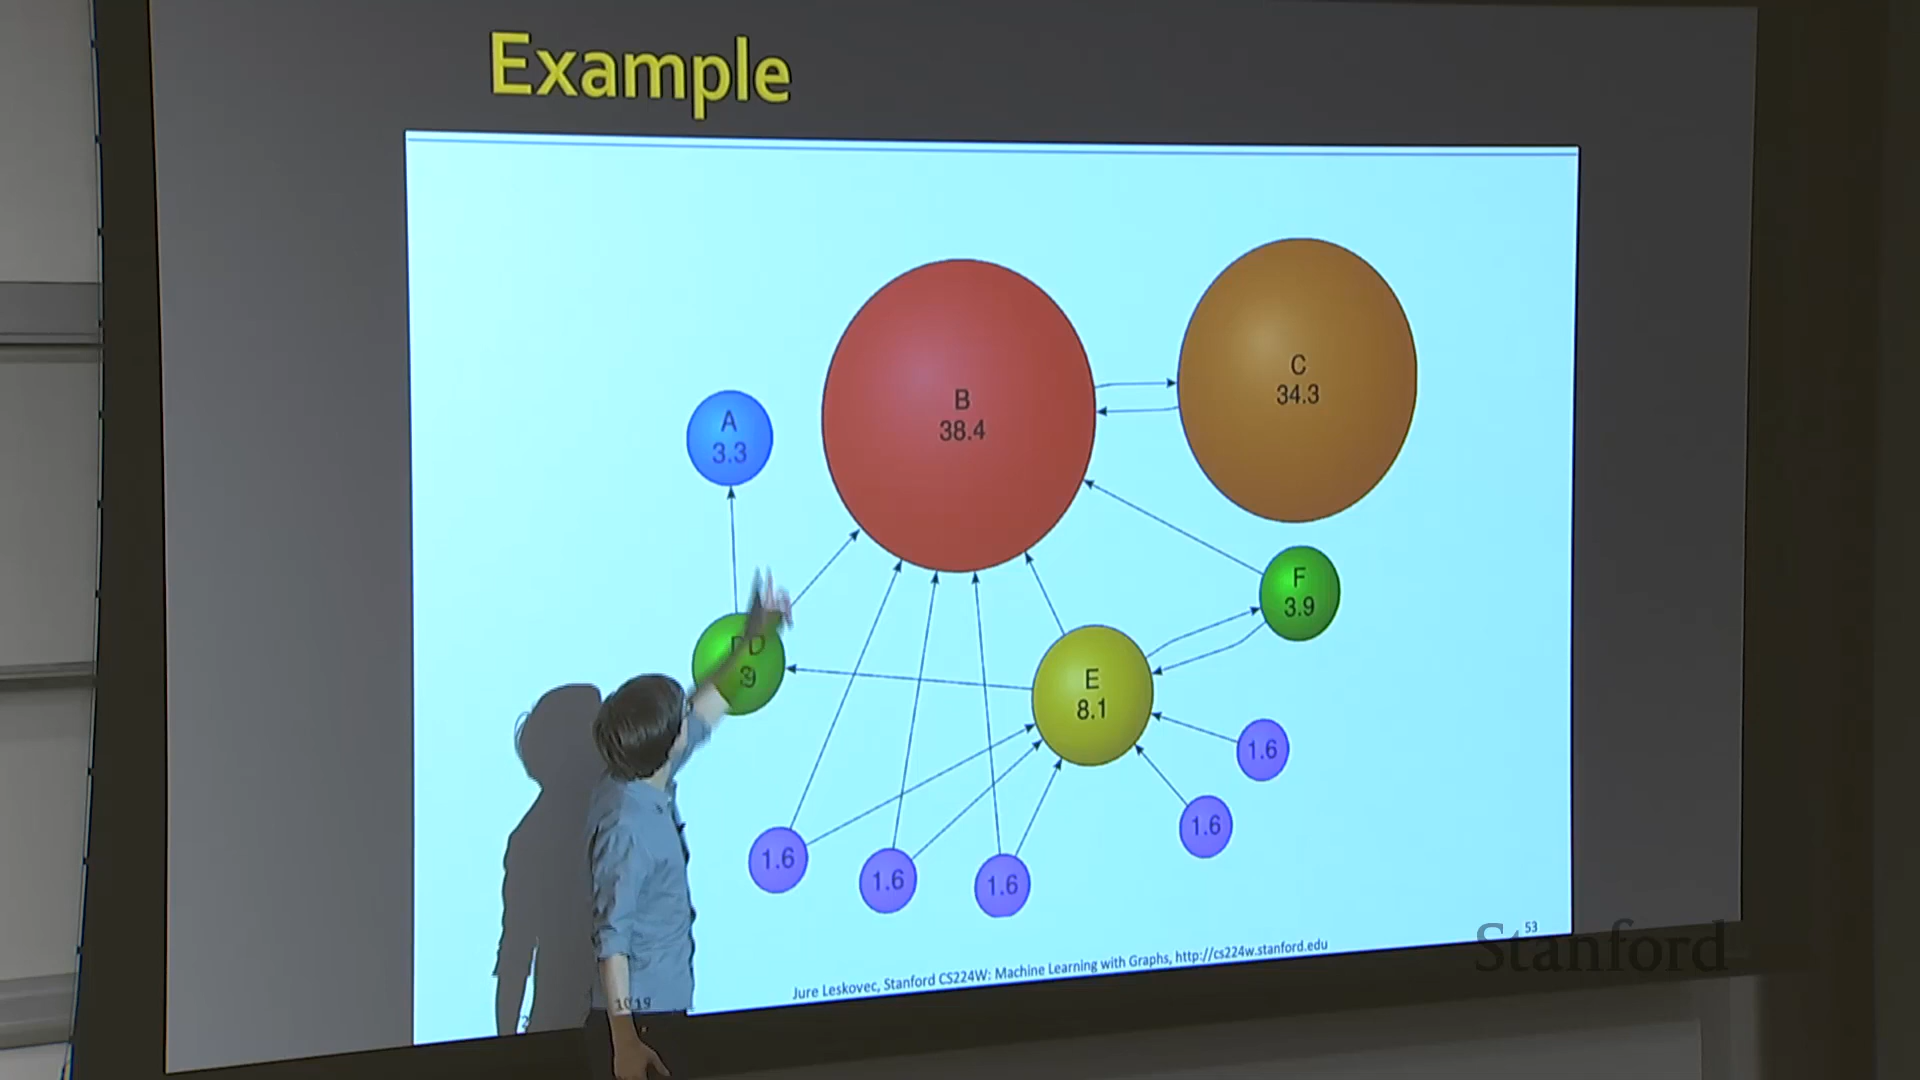 Example
B
38.4
C
34.3
A
3.3
F
3.9
D
9
E
8.1
1.6
1.6
1.6
1.6
1.6
53
Stanford
Jure Leskovec, Stanford CS224W: Machine Learning with Graphs, http://cs224w.stanford.edu